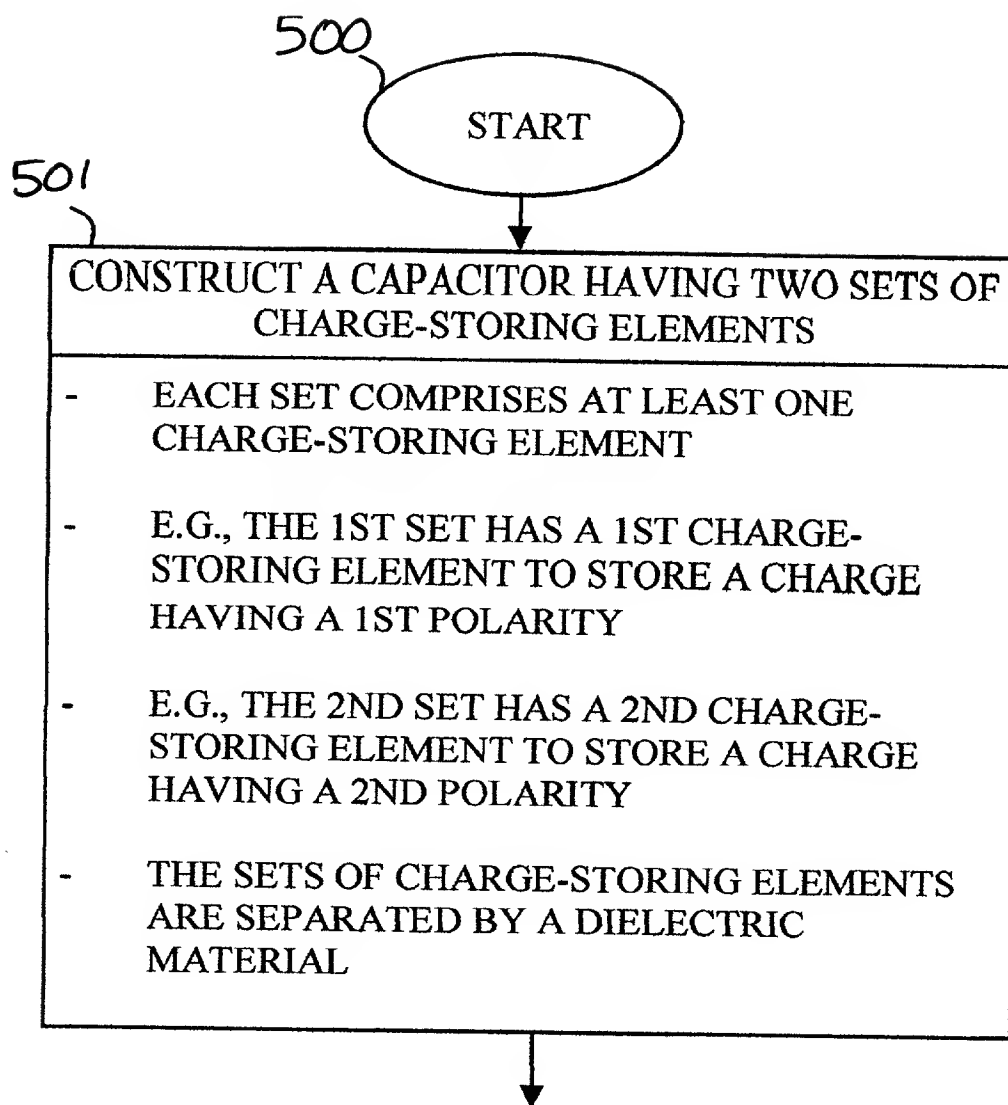 500
START
501
CONSTRUCT A CAPACITOR HAVING TWO SETS OF
CHARGE-STORING ELEMENTS
- EACH SET COMPRISES AT LEAST ONE
CHARGE-STORING ELEMENT
- E.G., THE 1ST SET HAS A 1ST CHARGE-
STORING ELEMENT TO STORE A CHARGE
HAVING A 1ST POLARITY
- E.G., THE 2ND SET HAS A 2ND CHARGE-
STORING ELEMENT TO STORE A CHARGE
HAVING A 2ND POLARITY
- THE SETS OF CHARGE-STORING ELEMENTS
ARE SEPARATED BY A DIELECTRIC
MATERIAL